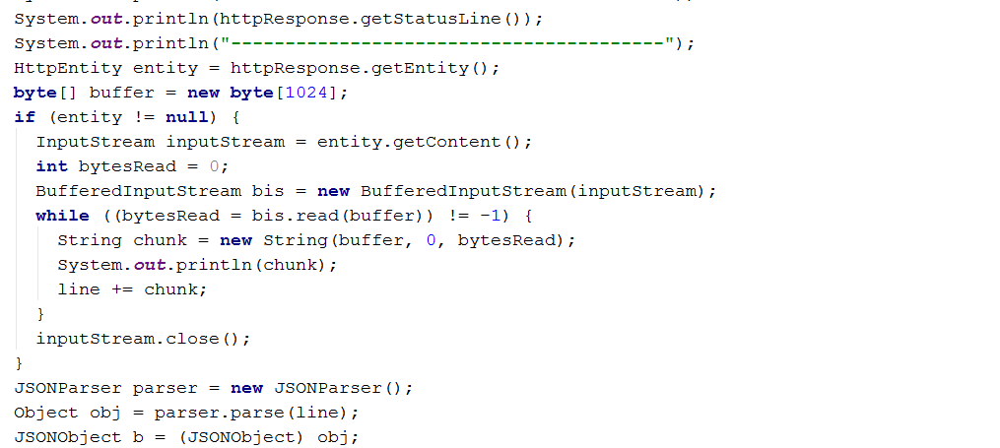 System.out.println(httpResponse.getStatusLine());
System.out.println("----------------------------------------");
HttpEntity entity = httpResponse.getEntity();
byte[] buffer = new byte[1024];
if (entity != null) {
InputStream inputStream = entity.getContent();
int bytesRead = 0;
BufferedInputStream bis = new BufferedInputStream(inputStream);
while ((bytesRead = bis.read(buffer)) != -1) {
String chunk = new String(buffer, 0, bytesRead);
System.out.println(chunk);
line += chunk;
}
inputStream.close();
}
JSONParser parser = new JSONParser();
Object obj = parser.parse(line);
JSONObject b = (JSONObject) obj;